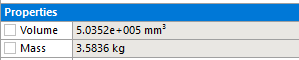 Properties
Volume 5.0352e+005 mm³
Mass 3.5836 kg